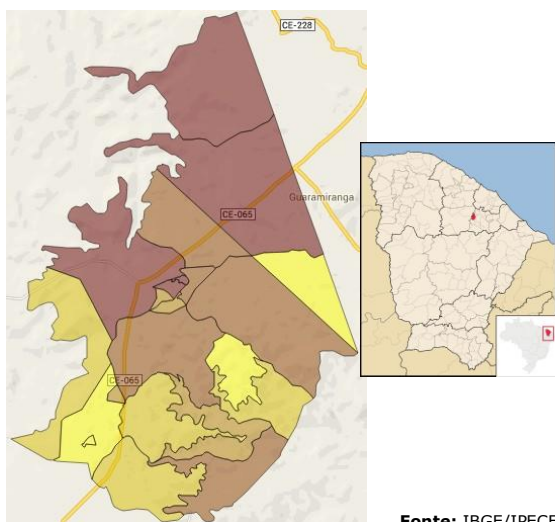 CE-228
Guaramiranga
CE-065
CE-065
Fonte: IBGE/IPECE